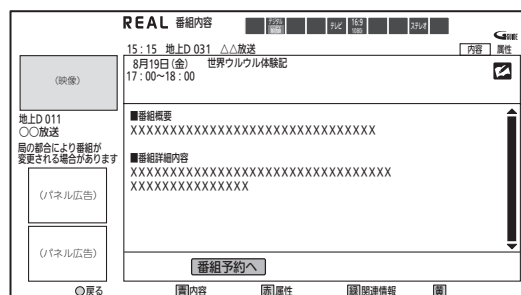 REAL 番組内容
デジタル
テレビ
16:9
1080i
ステレオ
G GUIDE
15:15 地上D 031 △△放送
内容 属性
8月19日(金) 世界ウルウル体験記
17:00~18:00
(映像)
地上D 011
○○放送
局の都合により番組が
変更される場合があります
■番組概要
XXXXXXXXXXXXXXXXXXXXXXXXXXXXXXXX
■番組詳細内容
XXXXXXXXXXXXXXXXXXXXXXXXXXXXXXXXXX
XXXXXXXXXXXXXXX
(パネル広告)
(パネル広告)
番組予約へ
○戻る 青内容 赤属性 緑関連情報 黄